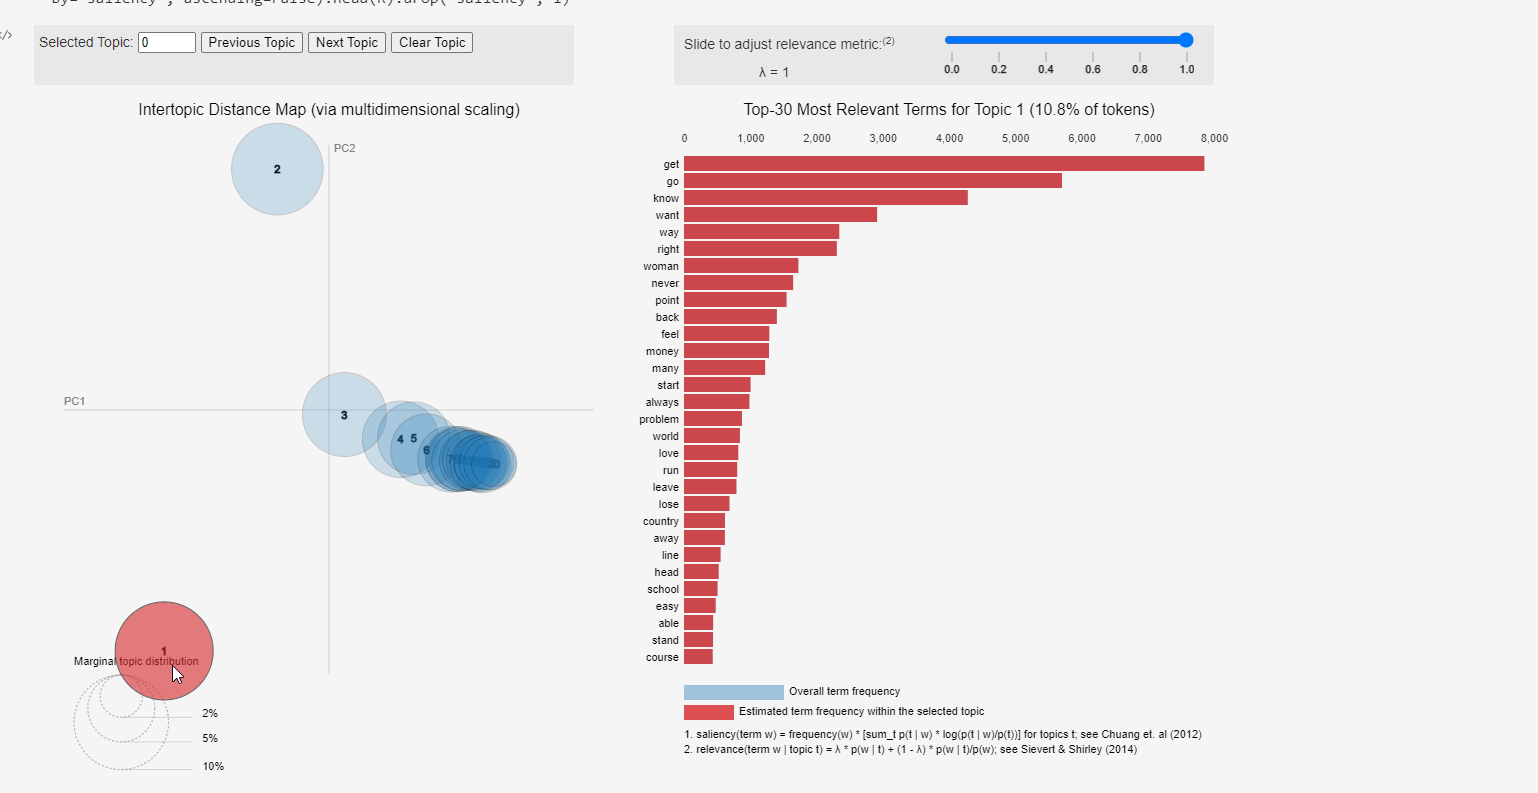 by='saliency', ascending=False).head(R).drop('saliency', 1)
</>
Selected Topic: 0 Previous Topic Next Topic Clear Topic
Slide to adjust relevance metric:(2)
λ = 1
0.0 0.2 0.4 0.6 0.8 1.0
Intertopic Distance Map (via multidimensional scaling)
PC2
PC1
2
3
4
5
6
1
Marginal topic distribution
2%
5%
10%
Top-30 Most Relevant Terms for Topic 1 (10.8% of tokens)
0 1,000 2,000 3,000 4,000 5,000 6,000 7,000 8,000
get
go
know
want
way
right
woman
never
point
back
feel
money
many
start
always
problem
world
love
run
leave
lose
country
away
line
head
school
easy
able
stand
course
Overall term frequency
Estimated term frequency within the selected topic
1. saliency(term w) = frequency(w) * [sum_t p(t | w) * log(p(t | w)/p(t))] for topics t; see Chuang et. al (2012)
2. relevance(term w | topic t) = λ * p(w | t) + (1 - λ) * p(w | t)/p(w); see Sievert & Shirley (2014)